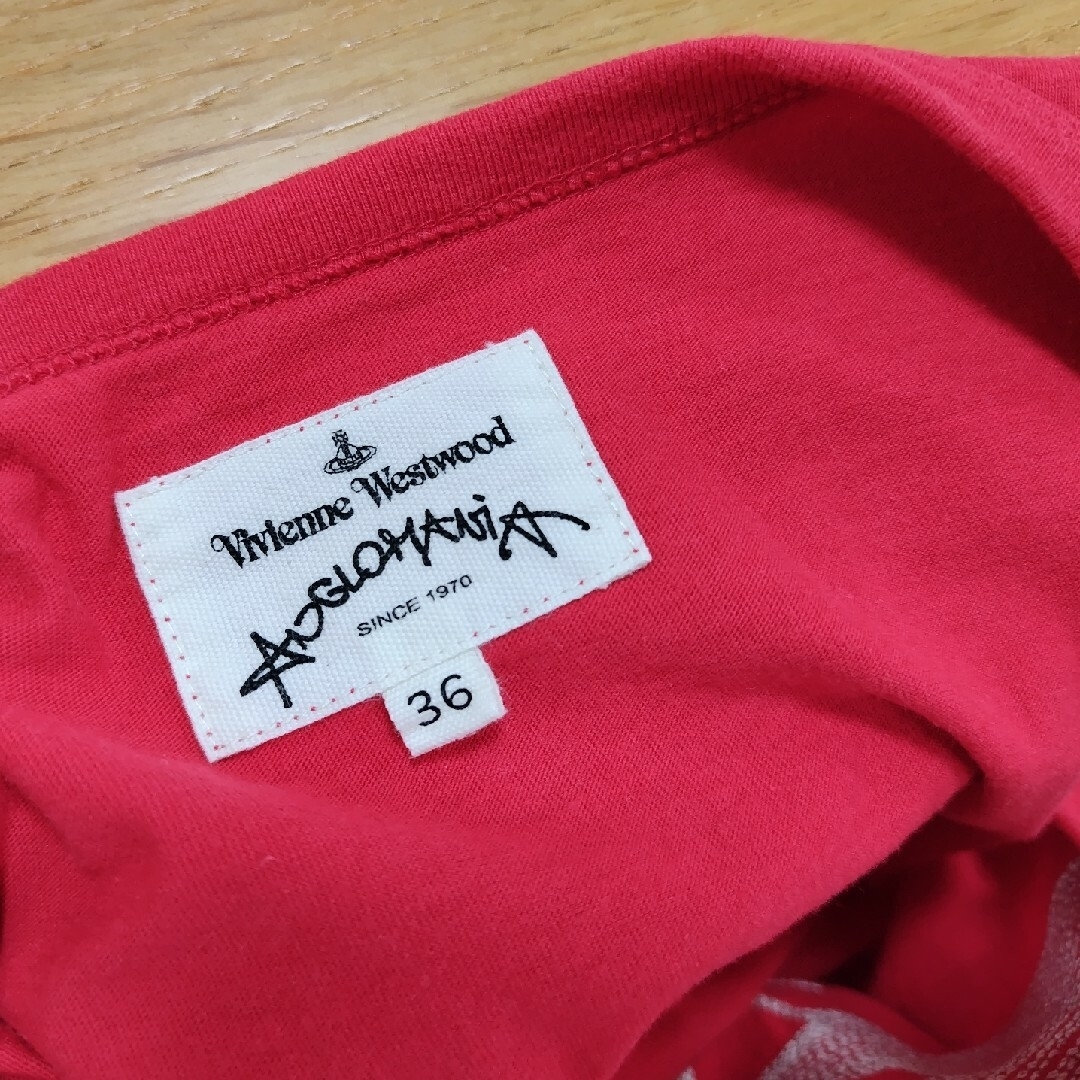 Vivienne Westwood
ANGLOMANiA
SINCE 1970
36